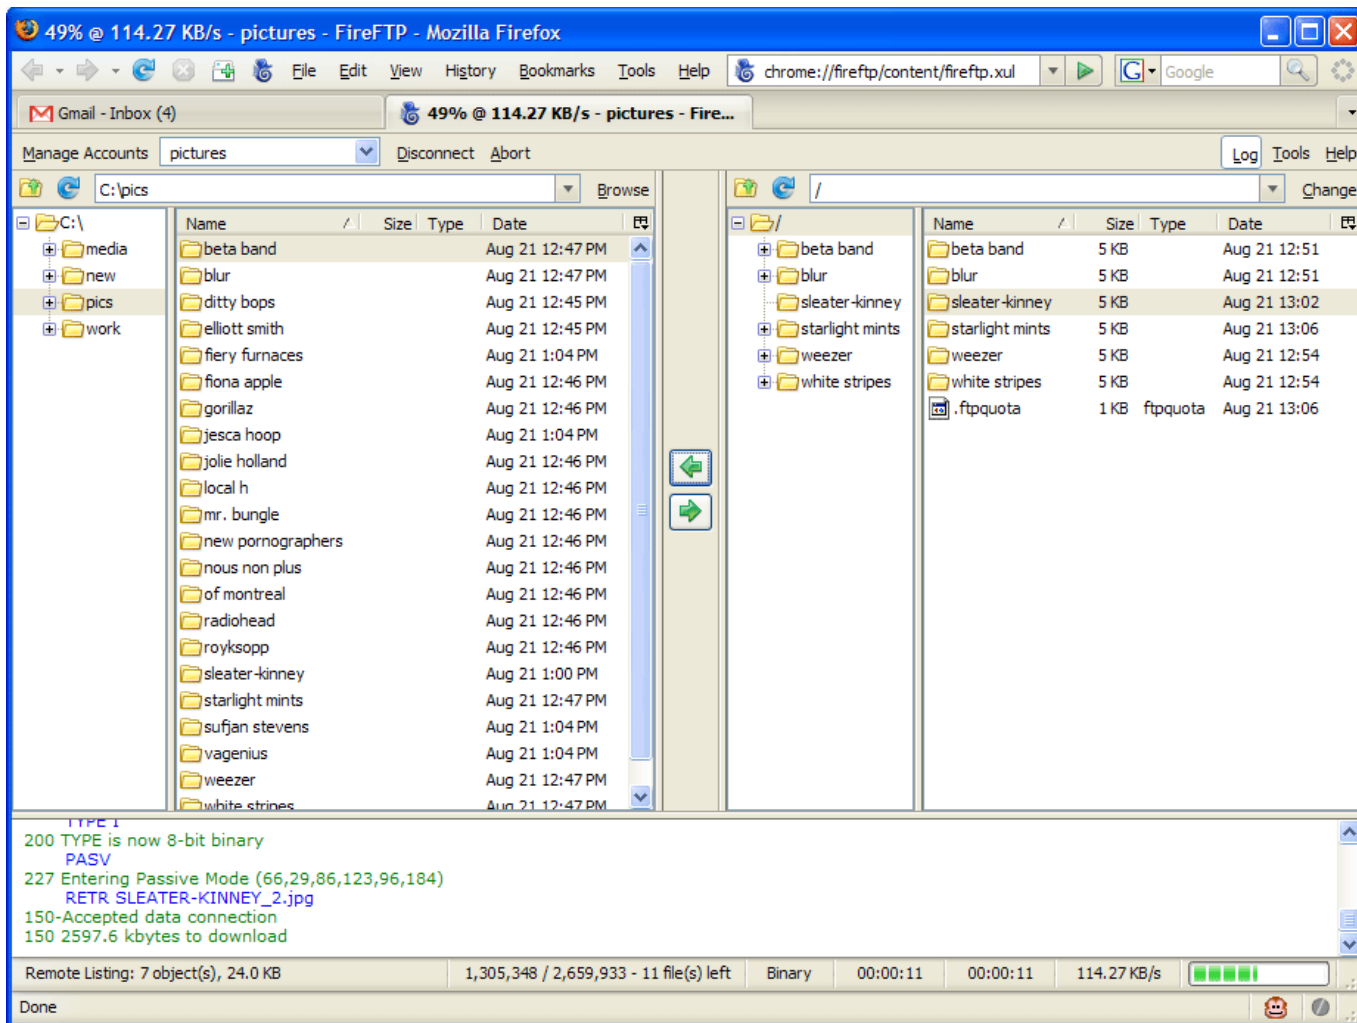 49% @ 114.27 KB/s - pictures - FireFTP - Mozilla Firefox
File Edit View History Bookmarks Tools Help chrome://fireftp/content/fireftp.xul G Google
Gmail - Inbox (4) 49% @ 114.27 KB/s - pictures - Fire...
Manage Accounts pictures Disconnect Abort Log Tools Help
C:\pics Browse / Change
C:\ Name Size Type Date / Name Size Type Date
media beta band Aug 21 12:47 PM beta band beta band 5 KB Aug 21 12:51
new blur Aug 21 12:47 PM blur blur 5 KB Aug 21 12:51
pics ditty bops Aug 21 12:45 PM sleater-kinney sleater-kinney 5 KB Aug 21 13:02
work elliott smith Aug 21 12:45 PM starlight mints starlight mints 5 KB Aug 21 13:06
fiery furnaces Aug 21 1:04 PM weezer weezer 5 KB Aug 21 12:54
fiona apple Aug 21 12:46 PM white stripes white stripes 5 KB Aug 21 12:54
gorillaz Aug 21 12:46 PM .ftpquota 1 KB ftpquota Aug 21 13:06
jesca hoop Aug 21 1:04 PM
jolie holland Aug 21 12:46 PM
local h Aug 21 12:46 PM
mr. bungle Aug 21 12:46 PM
new pornographers Aug 21 12:46 PM
nous non plus Aug 21 12:46 PM
of montreal Aug 21 12:46 PM
radiohead Aug 21 12:46 PM
royksopp Aug 21 12:46 PM
sleater-kinney Aug 21 1:00 PM
starlight mints Aug 21 12:47 PM
sufjan stevens Aug 21 1:04 PM
vagenius Aug 21 1:04 PM
weezer Aug 21 12:47 PM
white stripes Aug 21 12:47 PM
TYPE I
200 TYPE is now 8-bit binary
PASV
227 Entering Passive Mode (66,29,86,123,96,184)
RETR SLEATER-KINNEY_2.jpg
150-Accepted data connection
150 2597.6 kbytes to download
Remote Listing: 7 object(s), 24.0 KB 1,305,348 / 2,659,933 - 11 file(s) left Binary 00:00:11 00:00:11 114.27 KB/s
Done